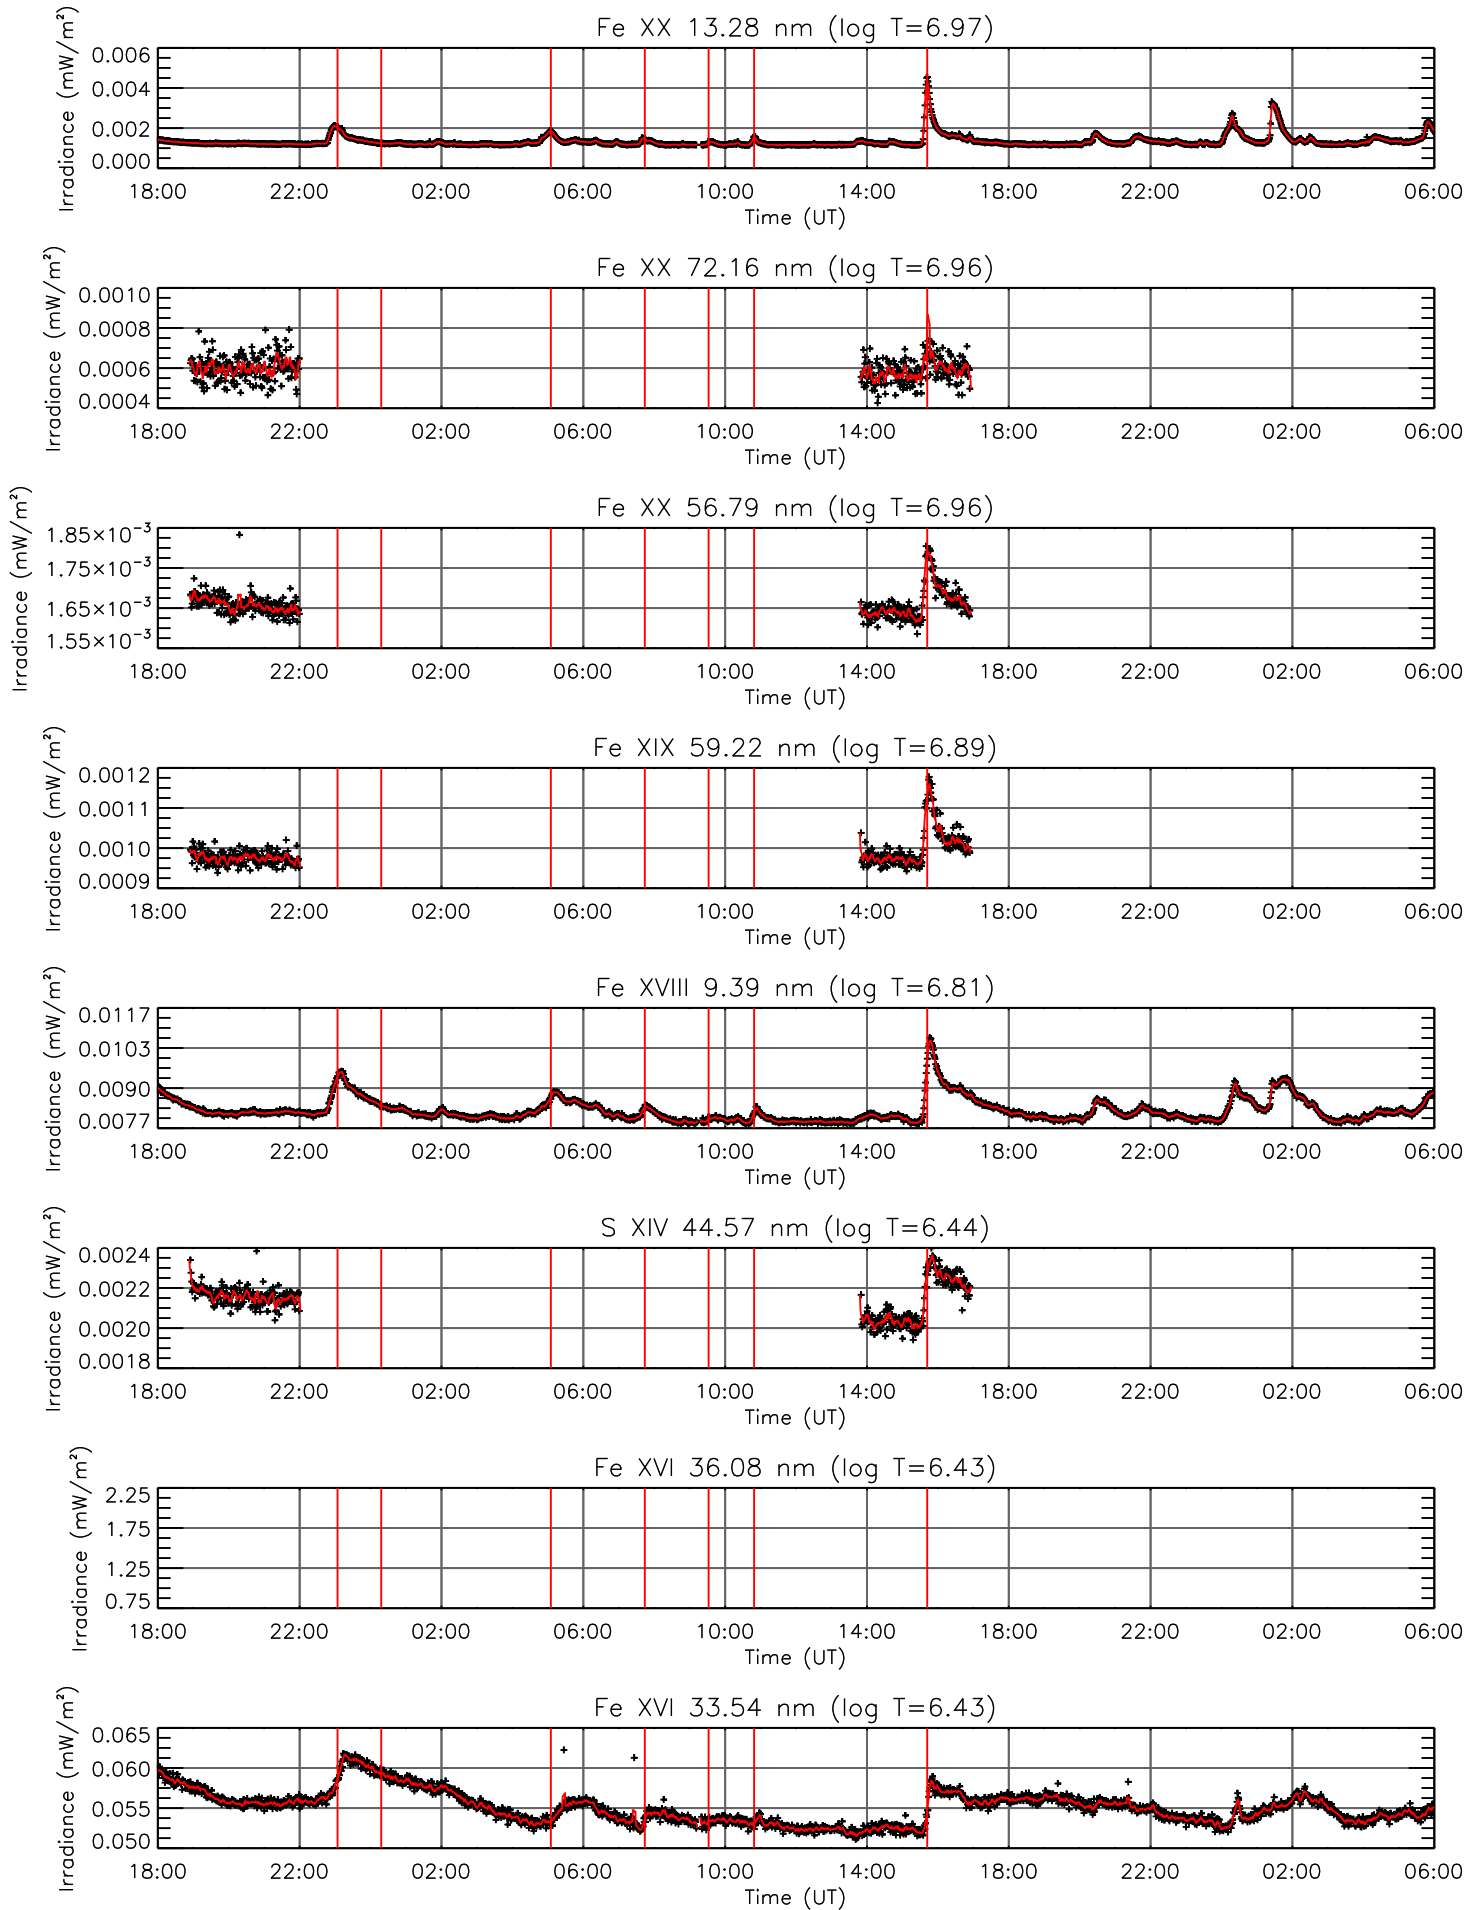 Fe XX 13.28 nm (log T=6.97)
Irradiance (mW/m²)
0.006
0.004
0.002
0.000
18:00 22:00 02:00 06:00 10:00 14:00 18:00 22:00 02:00 06:00
Time (UT)
Fe XX 72.16 nm (log T=6.96)
Irradiance (mW/m²)
0.0010
0.0008
0.0006
0.0004
18:00 22:00 02:00 06:00 10:00 14:00 18:00 22:00 02:00 06:00
Time (UT)
Fe XX 56.79 nm (log T=6.96)
Irradiance (mW/m²)
1.85×10⁻³
1.75×10⁻³
1.65×10⁻³
1.55×10⁻³
18:00 22:00 02:00 06:00 10:00 14:00 18:00 22:00 02:00 06:00
Time (UT)
Fe XIX 59.22 nm (log T=6.89)
Irradiance (mW/m²)
0.0012
0.0011
0.0010
0.0009
18:00 22:00 02:00 06:00 10:00 14:00 18:00 22:00 02:00 06:00
Time (UT)
Fe XVIII 9.39 nm (log T=6.81)
Irradiance (mW/m²)
0.0117
0.0103
0.0090
0.0077
18:00 22:00 02:00 06:00 10:00 14:00 18:00 22:00 02:00 06:00
Time (UT)
S XIV 44.57 nm (log T=6.44)
Irradiance (mW/m²)
0.0024
0.0022
0.0020
0.0018
18:00 22:00 02:00 06:00 10:00 14:00 18:00 22:00 02:00 06:00
Time (UT)
Fe XVI 36.08 nm (log T=6.43)
Irradiance (mW/m²)
2.25
1.75
1.25
0.75
18:00 22:00 02:00 06:00 10:00 14:00 18:00 22:00 02:00 06:00
Time (UT)
Fe XVI 33.54 nm (log T=6.43)
Irradiance (mW/m²)
0.065
0.060
0.055
0.050
18:00 22:00 02:00 06:00 10:00 14:00 18:00 22:00 02:00 06:00
Time (UT)